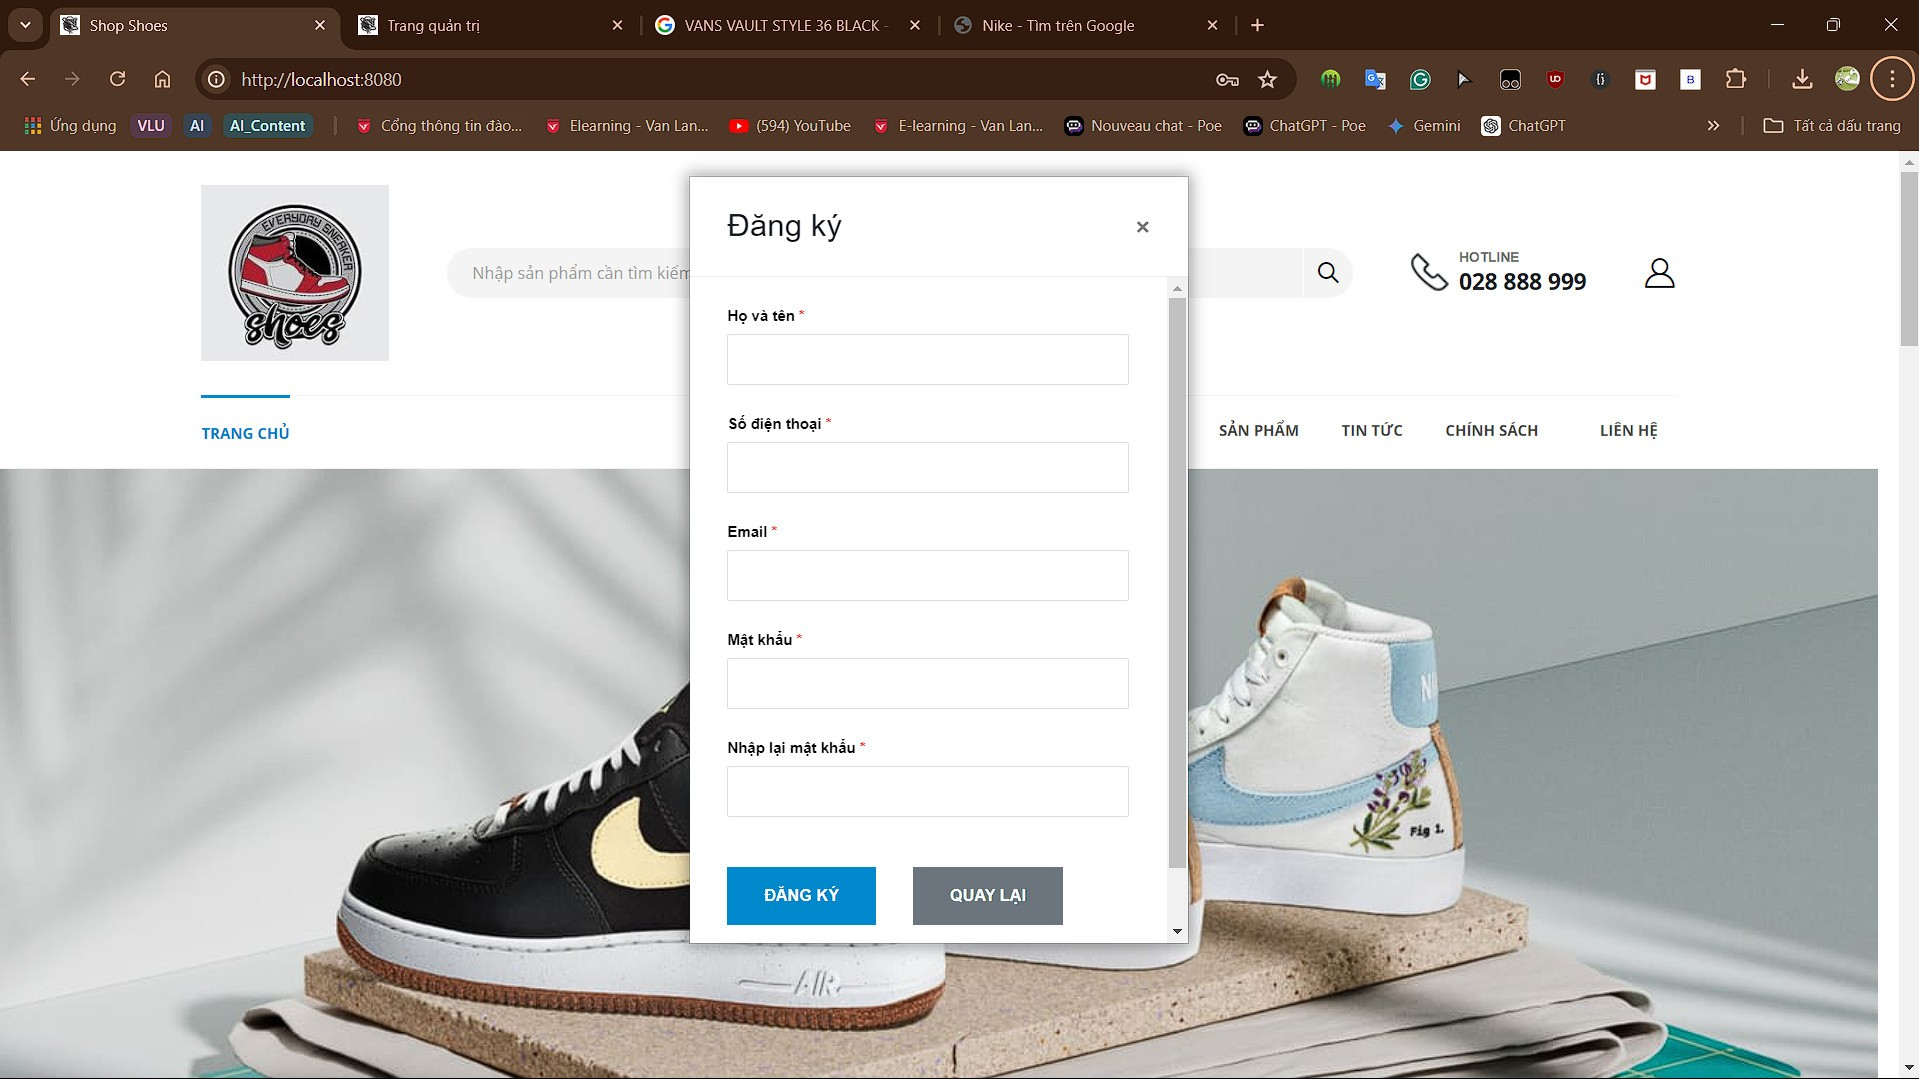 Shop Shoes
Trang quản trị
VANS VAULT STYLE 36 BLACK -
Nike - Tìm trên Google
http://localhost:8080
Ứng dụng
VLU
AI
AI_Content
Cổng thông tin đào...
Elearning - Van Lan...
(594) YouTube
E-learning - Van Lan...
Nouveau chat - Poe
ChatGPT - Poe
Gemini
ChatGPT
Tất cả dấu trang
EVERYDAY SNEAKER
shoes
Nhập sản phẩm cần tìm kiếm
HOTLINE
028 888 999
TRANG CHỦ
SẢN PHẨM
TIN TỨC
CHÍNH SÁCH
LIÊN HỆ
Đăng ký
Họ và tên *
Số điện thoại *
Email *
Mật khẩu *
Nhập lại mật khẩu *
ĐĂNG KÝ
QUAY LẠI
Fig 1.
AIR